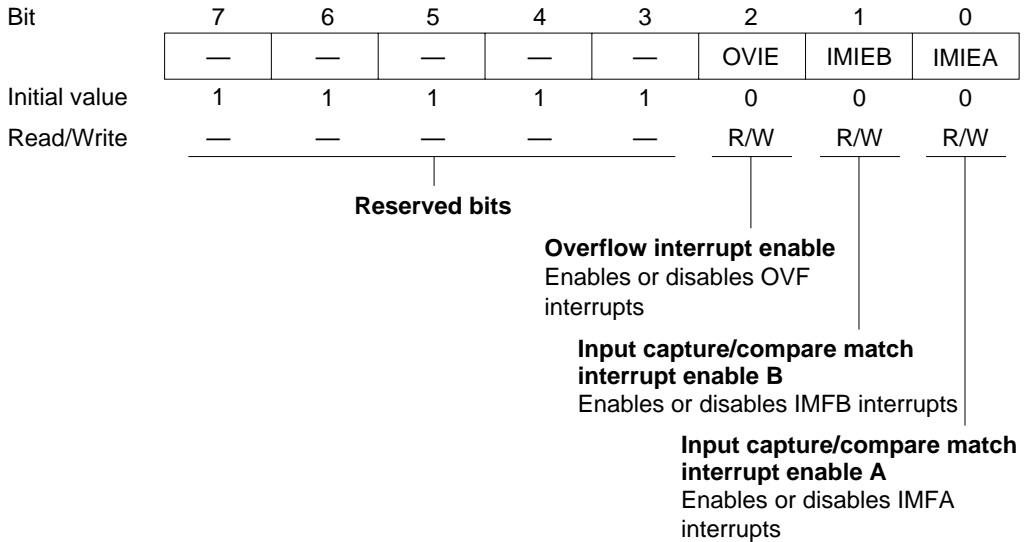 Bit 7 6 5 4 3 2 1 0
— — — — — OVIE IMIEB IMIEA
Initial value 1 1 1 1 1 0 0 0
Read/Write — — — — — R/W R/W R/W
Reserved bits
Overflow interrupt enable
Enables or disables OVF
interrupts
Input capture/compare match
interrupt enable B
Enables or disables IMFB interrupts
Input capture/compare match
interrupt enable A
Enables or disables IMFA
interrupts